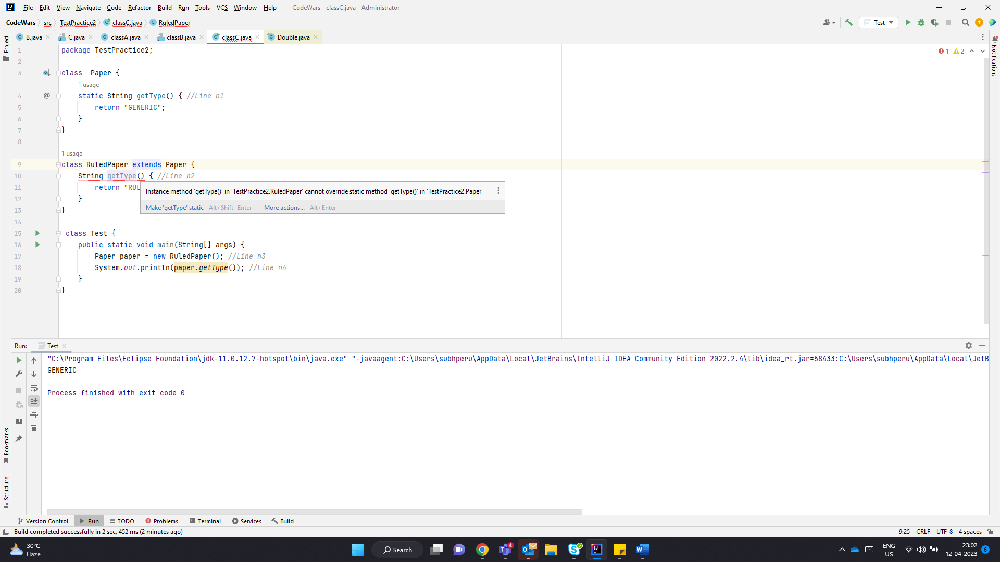 File Edit View Navigate Code Refactor Build Run Tools VCS Window Help CodeWars - classC.java - Administrator
CodeWars src TestPractice2 classC.java RuledPaper Test
B.java C.java classA.java classB.java classC.java Double.java
Project
Notifications
1 package TestPractice2; 1 2
2
3 class  Paper {
1 usage
4 @ static String getType() { //Line n1
5 return "GENERIC";
6 }
7 }
8
1 usage
9 class RuledPaper extends Paper {
10 String getType() { //Line n2
11 return "RUL
Instance method 'getType()' in 'TestPractice2.RuledPaper' cannot override static method 'getType()' in 'TestPractice2.Paper'
12 }
Make 'getType' static Alt+Shift+Enter More actions... Alt+Enter
13 }
14
15 class Test {
16 public static void main(String[] args) {
17 Paper paper = new RuledPaper(); //Line n3
18 System.out.println(paper.getType()); //Line n4
19 }
20 }
Run: Test
"C:\Program Files\Eclipse Foundation\jdk-11.0.12.7-hotspot\bin\java.exe" "-javaagent:C:\Users\subhperu\AppData\Local\JetBrains\IntelliJ IDEA Community Edition 2022.2.4\lib\idea_rt.jar=58433:C:\Users\subhperu\AppData\Local\JetB
GENERIC
Process finished with exit code 0
Bookmarks
Structure
Version Control Run TODO Problems Terminal Services Build
Build completed successfully in 2 sec, 452 ms (2 minutes ago) 9:25 CRLF UTF-8 4 spaces
30°C
Haze
Search
4
ENG
US
23:02
12-04-2023
6